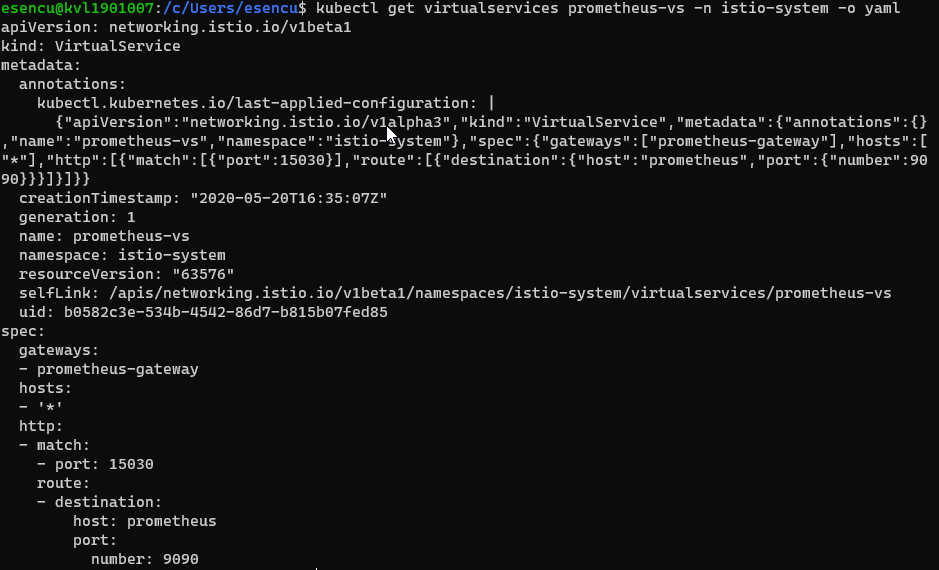 esencu@kvl1901007:/c/Users/esencu$ kubectl get virtualservices prometheus-vs -n istio-system -o yaml
apiVersion: networking.istio.io/v1beta1
kind: VirtualService
metadata:
  annotations:
    kubectl.kubernetes.io/last-applied-configuration: |
      {"apiVersion":"networking.istio.io/v1alpha3","kind":"VirtualService","metadata":{"annotations":{}
,"name":"prometheus-vs","namespace":"istio-system"},"spec":{"gateways":["prometheus-gateway"],"hosts":[
"*"],"http":[{"match":[{"port":15030}],"route":[{"destination":{"host":"prometheus","port":{"number":90
90}}}]}]}}
  creationTimestamp: "2020-05-20T16:35:07Z"
  generation: 1
  name: prometheus-vs
  namespace: istio-system
  resourceVersion: "63576"
  selfLink: /apis/networking.istio.io/v1beta1/namespaces/istio-system/virtualservices/prometheus-vs
  uid: b0582c3e-534b-4542-86d7-b815b07fed85
spec:
  gateways:
  - prometheus-gateway
  hosts:
  - '*'
  http:
  - match:
    - port: 15030
    route:
    - destination:
        host: prometheus
        port:
          number: 9090